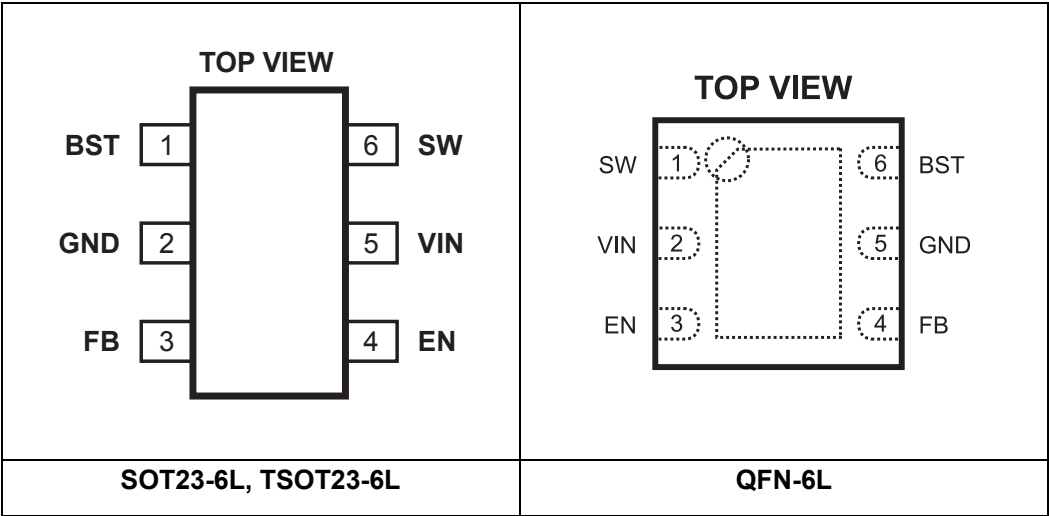 TOP VIEW
BST 1 6 SW
GND 2 5 VIN
FB 3 4 EN
SOT23-6L, TSOT23-6L
TOP VIEW
SW 1 6 BST
VIN 2 5 GND
EN 3 4 FB
QFN-6L